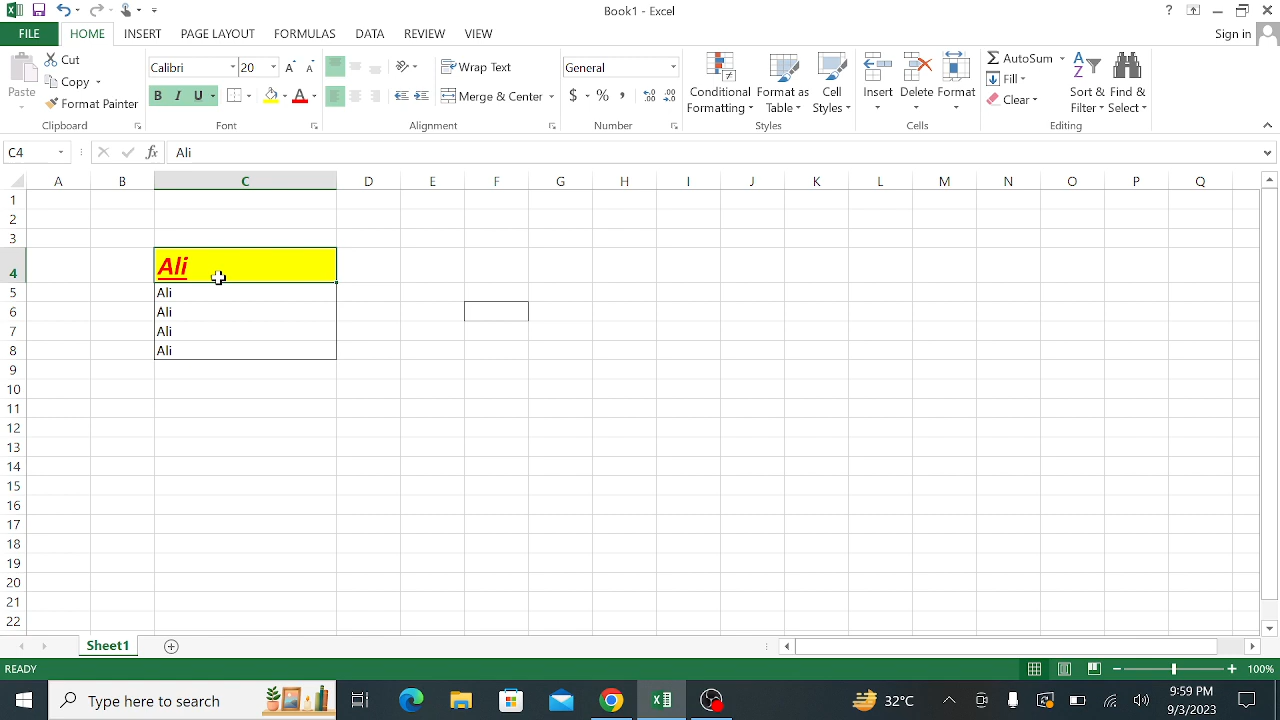 Book1 - Excel
?
FILE HOME INSERT PAGE LAYOUT FORMULAS DATA REVIEW VIEW Sign in
Paste Cut Copy Format Painter Clipboard
Calibri 20 A A B I U A Font
Wrap Text Merge & Center Alignment
General $ % , .0 .00 .00 .0 Number
Conditional Formatting Format as Table Cell Styles Styles
Insert Delete Format Cells
AutoSum Fill Clear Sort & Filter Find & Select Editing
C4 fx Ali
A B C D E F G H I J K L M N O P Q
1
2
3
4 Ali
5 Ali
6 Ali
7 Ali
8 Ali
9
10
11
12
13
14
15
16
17
18
19
20
21
22
Sheet1
READY 100%
Type here to search 32°C 9:59 PM
9/3/2023